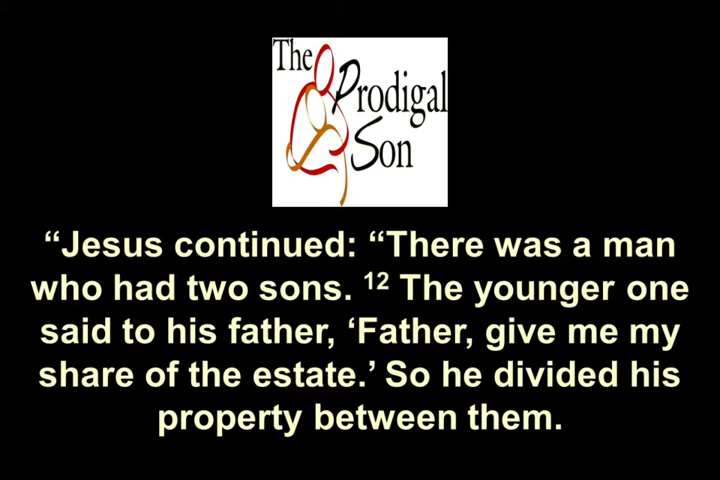 The
Prodigal
Son
“Jesus continued: “There was a man
who had two sons. 12 The younger one
said to his father, ‘Father, give me my
share of the estate.’ So he divided his
property between them.